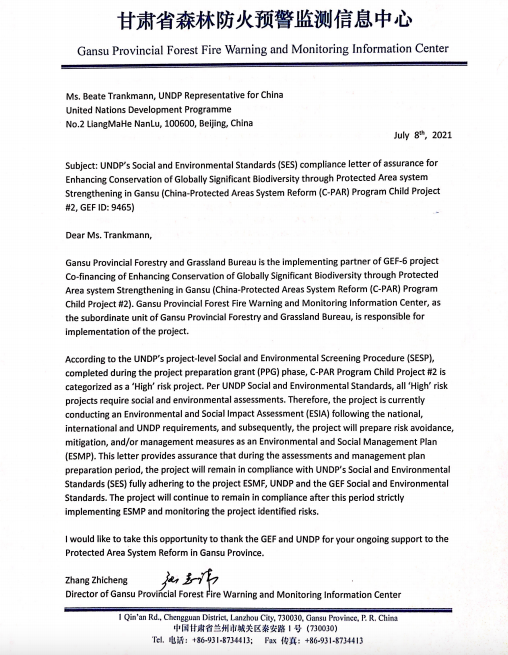 甘肃省森林防火预警监测信息中心
Gansu Provincial Forest Fire Warning and Monitoring Information Center
Ms. Beate Trankmann, UNDP Representative for China
United Nations Development Programme
No.2 LiangMaHe NanLu, 100600, Beijing, China
July 8th, 2021
Subject: UNDP's Social and Environmental Standards (SES) compliance letter of assurance for
Enhancing Conservation of Globally Significant Biodiversity through Protected Area system
Strengthening in Gansu (China-Protected Areas System Reform (C-PAR) Program Child Project
#2, GEF ID: 9465)
Dear Ms. Trankmann,
Gansu Provincial Forestry and Grassland Bureau is the implementing partner of GEF-6 project
Co-financing of Enhancing Conservation of Globally Significant Biodiversity through Protected
Area system Strengthening in Gansu (China-Protected Areas System Reform (C-PAR) Program
Child Project #2). Gansu Provincial Forest Fire Warning and Monitoring Information Center, as
the subordinate unit of Gansu Provincial Forestry and Grassland Bureau, is responsible for
implementation of the project.
According to the UNDP's project-level Social and Environmental Screening Procedure (SESP),
completed during the project preparation grant (PPG) phase, C-PAR Program Child Project #2 is
categorized as a 'High' risk project. Per UNDP Social and Environmental Standards, all 'High' risk
projects require social and environmental assessments. Therefore, the project is currently
conducting an Environmental and Social Impact Assessment (ESIA) following the national,
international and UNDP requirements, and subsequently, the project will prepare risk avoidance,
mitigation, and/or management measures as an Environmental and Social Management Plan
(ESMP). This letter provides assurance that during the assessments and management plan
preparation period, the project will remain in compliance with UNDP's Social and Environmental
Standards (SES) fully adhering to the project ESMF, UNDP and the GEF Social and Environmental
Standards. The project will continue to remain in compliance after this period strictly
implementing ESMP and monitoring the project identified risks.
I would like to take this opportunity to thank the GEF and UNDP for your ongoing support to the
Protected Area System Reform in Gansu Province.
Zhang Zhicheng
Director of Gansu Provincial Forest Fire Warning and Monitoring Information Center
1 Qin'an Rd., Chengguan District, Lanzhou City, 730030, Gansu Province, P. R. China
中国甘肃省兰州市城关区秦安路 1 号（730030）
Tel. 电话：+86-931-8734413; Fax 传真：+86-931-8734413